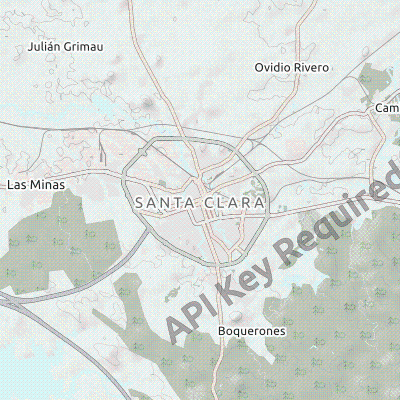 Julián Grimau
Ovidio Rivero
Cam
Las Minas
SANTA CLARA
API Key Required
Boquerones